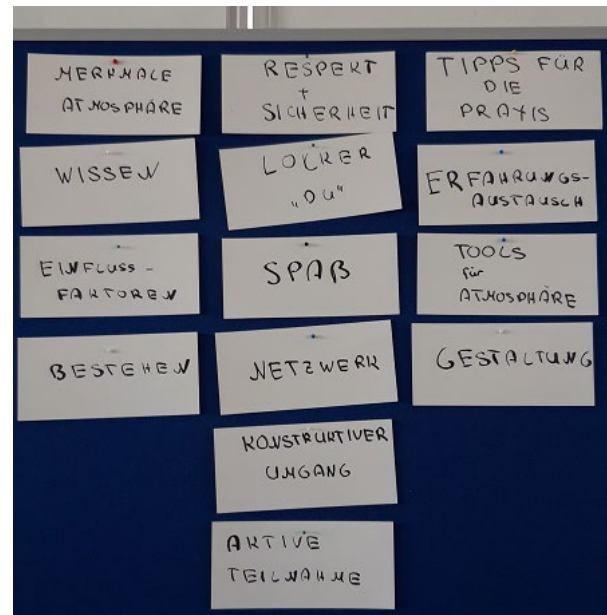 MERKMALE
ATMOSPHÄRE
WISSEN
EINFLUSS-
FAKTOREN
BESTEHEN
RESPEKT
+
SICHERHEIT
LOCKER
„DU"
SPAß
NETZWERK
KONSTRUKTIVER
UMGANG
AKTIVE
TEILNAHME
TIPPS FÜR
DIE
PRAXIS
ERFAHRUNGS-
AUSTAUSCH
TOOLS
für
ATMOSPHÄRE
GESTALTUNG